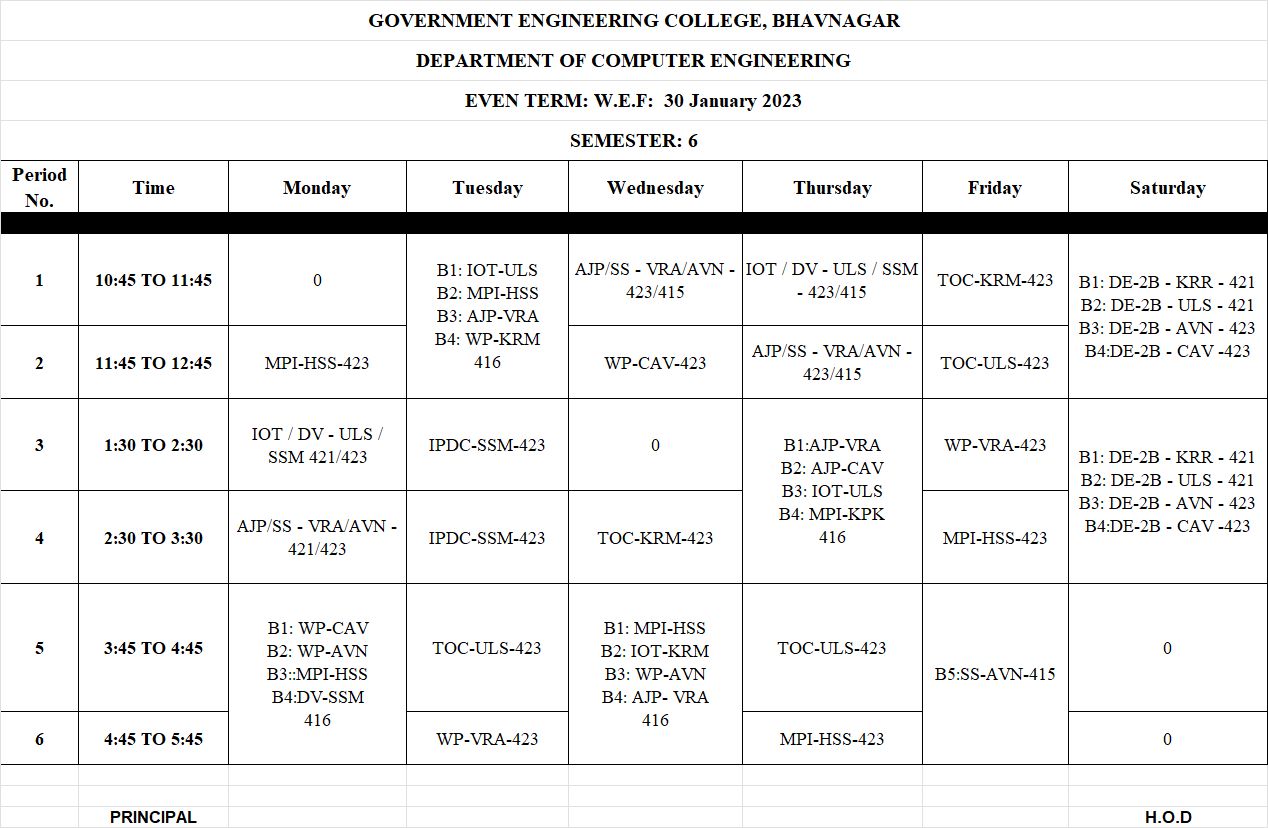 GOVERNMENT ENGINEERING COLLEGE, BHAVNAGAR
DEPARTMENT OF COMPUTER ENGINEERING
EVEN TERM: W.E.F:  30 January 2023
SEMESTER: 6
Period
No.
Time
Monday
Tuesday
Wednesday
Thursday
Friday
Saturday
1
10:45 TO 11:45
0
B1: IOT-ULS
B2: MPI-HSS
B3: AJP-VRA
B4: WP-KRM
416
AJP/SS - VRA/AVN -
423/415
IOT / DV - ULS / SSM
- 423/415
TOC-KRM-423
B1: DE-2B - KRR - 421
B2: DE-2B - ULS - 421
B3: DE-2B - AVN - 423
B4:DE-2B - CAV -423
2
11:45 TO 12:45
MPI-HSS-423
WP-CAV-423
AJP/SS - VRA/AVN -
423/415
TOC-ULS-423
3
1:30 TO 2:30
IOT / DV - ULS /
SSM 421/423
IPDC-SSM-423
0
B1:AJP-VRA
B2: AJP-CAV
B3: IOT-ULS
B4: MPI-KPK
416
WP-VRA-423
B1: DE-2B - KRR - 421
B2: DE-2B - ULS - 421
B3: DE-2B - AVN - 423
B4:DE-2B - CAV -423
4
2:30 TO 3:30
AJP/SS - VRA/AVN -
421/423
IPDC-SSM-423
TOC-KRM-423
MPI-HSS-423
5
3:45 TO 4:45
B1: WP-CAV
B2: WP-AVN
B3::MPI-HSS
B4:DV-SSM
416
TOC-ULS-423
B1: MPI-HSS
B2: IOT-KRM
B3: WP-AVN
B4: AJP- VRA
416
TOC-ULS-423
B5:SS-AVN-415
0
6
4:45 TO 5:45
WP-VRA-423
MPI-HSS-423
0
PRINCIPAL
H.O.D